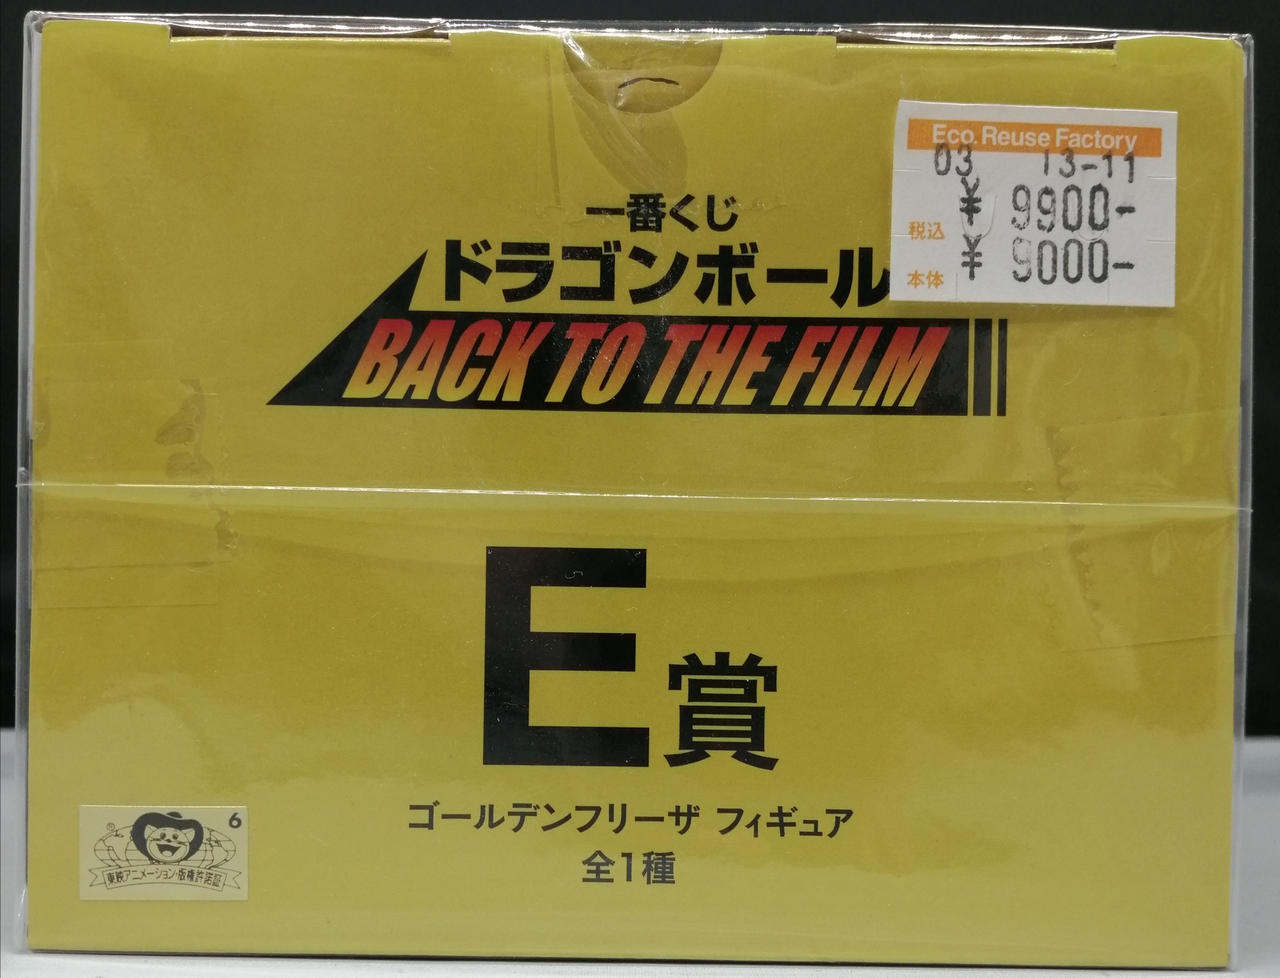 Eco. Reuse Factory
03 13-11
¥ 9900-
税込
¥ 9000-
本体
一番くじ
ドラゴンボール
BACK TO THE FILM
E賞
ゴールデンフリーザ フィギュア
全1種
6
®
東映アニメーション・版権許諾証